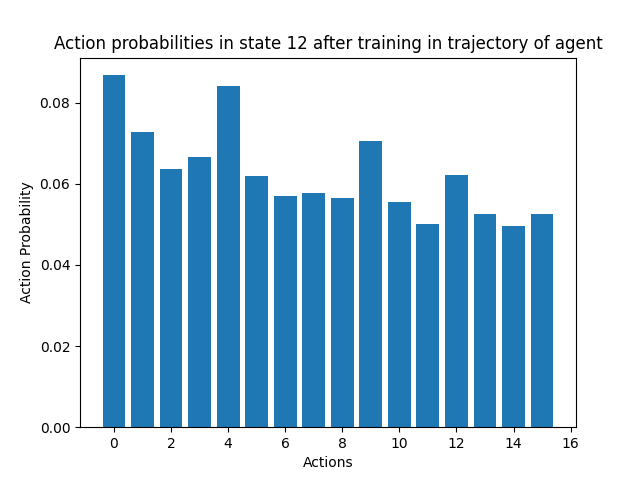 Action probabilities in state 12 after training in trajectory of agent
0.08
0.06
0.04
0.02
0.00
Action Probability
0 2 4 6 8 10 12 14 16
Actions